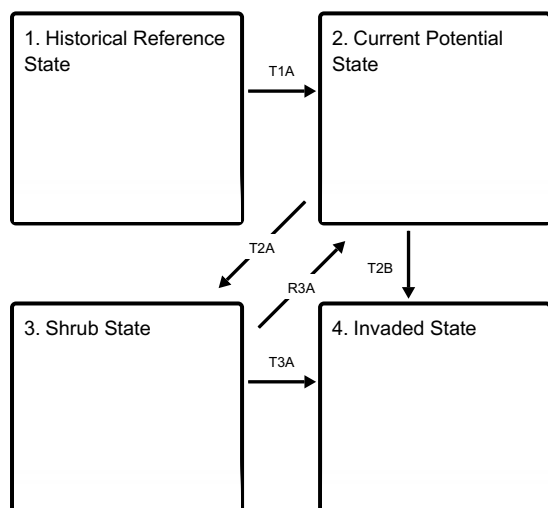 1. Historical Reference
State
T1A
2. Current Potential
State
T2A
R3A
T2B
3. Shrub State
T3A
4. Invaded State